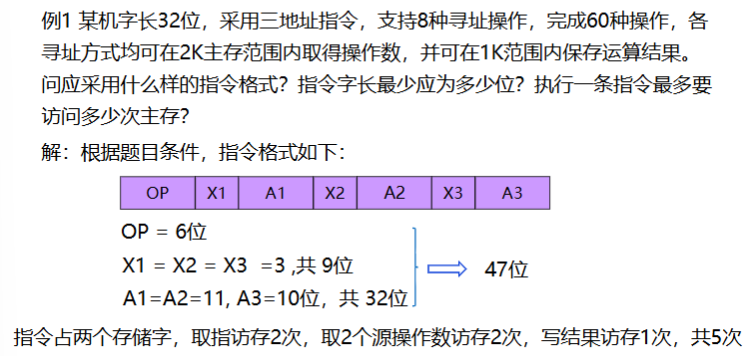 例1 某机字长32位，采用三地址指令，支持8种寻址操作，完成60种操作，各
寻址方式均可在2K主存范围内取得操作数，并可在1K范围内保存运算结果。
问应采用什么样的指令格式？指令字长最少应为多少位？执行一条指令最多要
访问多少次主存？
解：根据题目条件，指令格式如下：
OP X1 A1 X2 A2 X3 A3
OP = 6位
X1 = X2 = X3 =3 ,共 9位
47位
A1=A2=11, A3=10位，共 32位
指令占两个存储字，取指访存2次，取2个源操作数访存2次，写结果访存1次，共5次